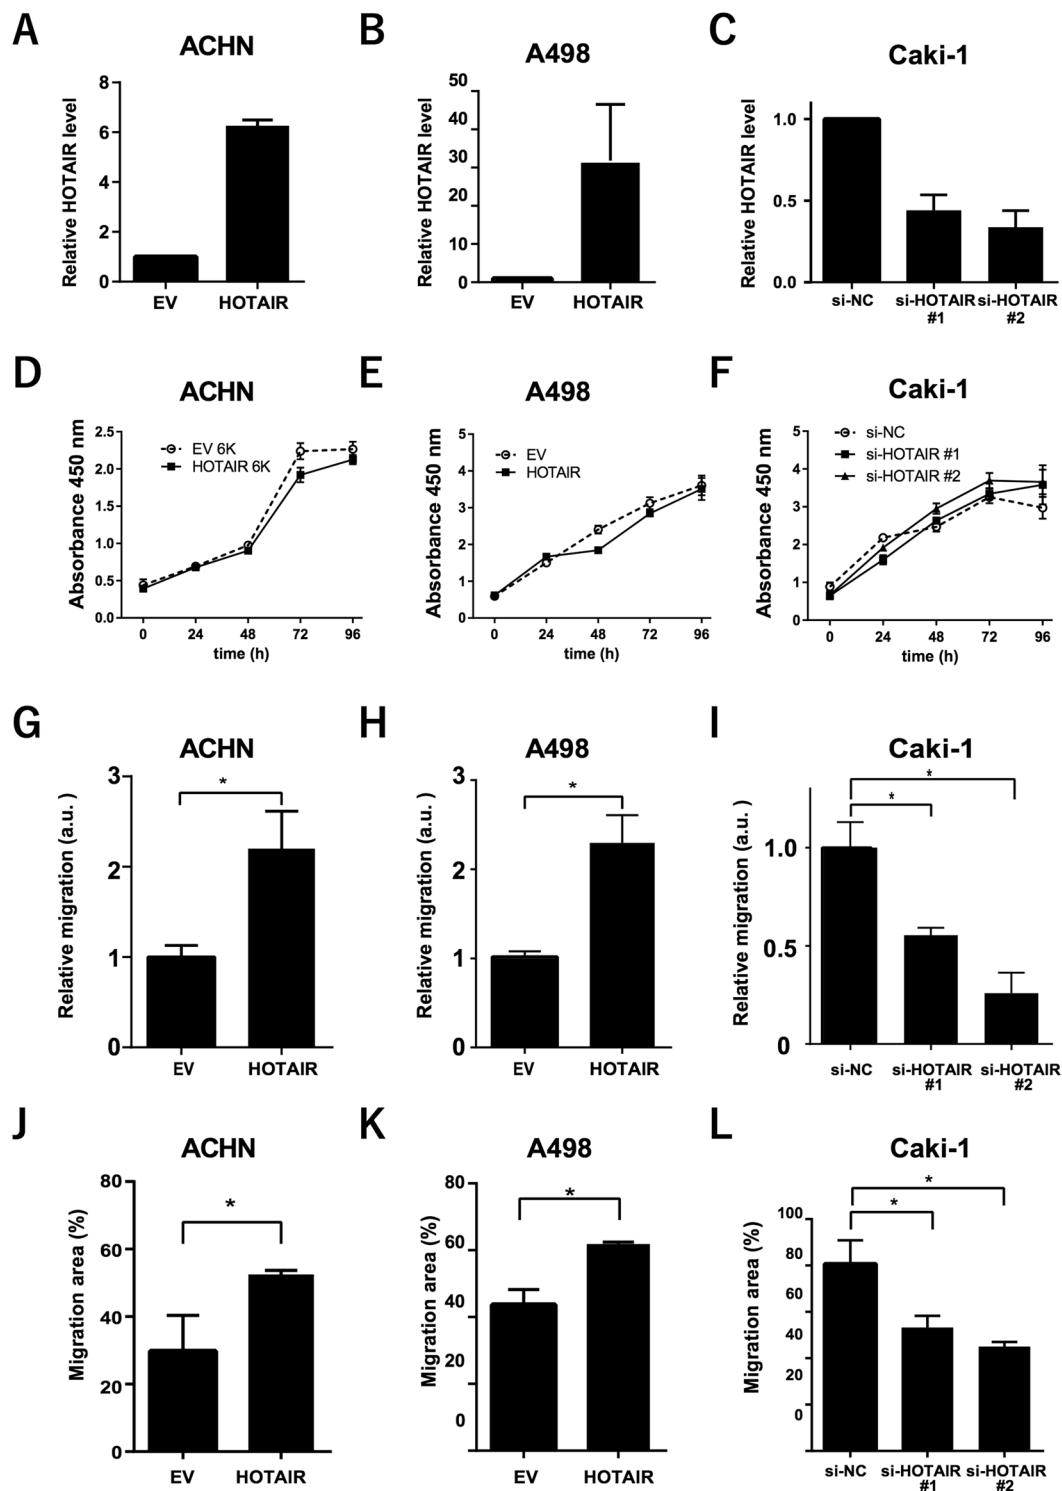 A
ACHN
Relative HOTAIR level
8
6
4
2
0
EV
HOTAIR
B
A498
Relative HOTAIR level
50
40
30
20
10
0
EV
HOTAIR
C
Caki-1
Relative HOTAIR level
1.0
0.5
0.0
si-NC
si-HOTAIR
#1
si-HOTAIR
#2
D
ACHN
Absorbance 450 nm
2.5
2.0
1.5
1.0
0.5
0.0
EV 6K
HOTAIR 6K
0
24
48
72
96
time (h)
E
A498
Absorbance 450 nm
5
4
3
2
1
0
EV
HOTAIR
0
24
48
72
96
time (h)
F
Caki-1
Absorbance 450 nm
5
4
3
2
1
0
si-NC
si-HOTAIR #1
si-HOTAIR #2
0
24
48
72
96
time (h)
G
ACHN
Relative migration (a.u. )
3
2
1
0
*
EV
HOTAIR
H
A498
Relative migration (a.u. )
3
2
1
0
*
EV
HOTAIR
I
Caki-1
Relative migration (a.u. )
1.0
0.5
0
*
*
si-NC
si-HOTAIR
#1
si-HOTAIR
#2
J
ACHN
Migration area (%)
80
60
40
20
0
*
EV
HOTAIR
K
A498
Migration area (%)
80
60
40
20
0
*
EV
HOTAIR
L
Caki-1
Migration area (%)
100
80
60
40
20
0
*
*
si-NC
si-HOTAIR
#1
si-HOTAIR
#2